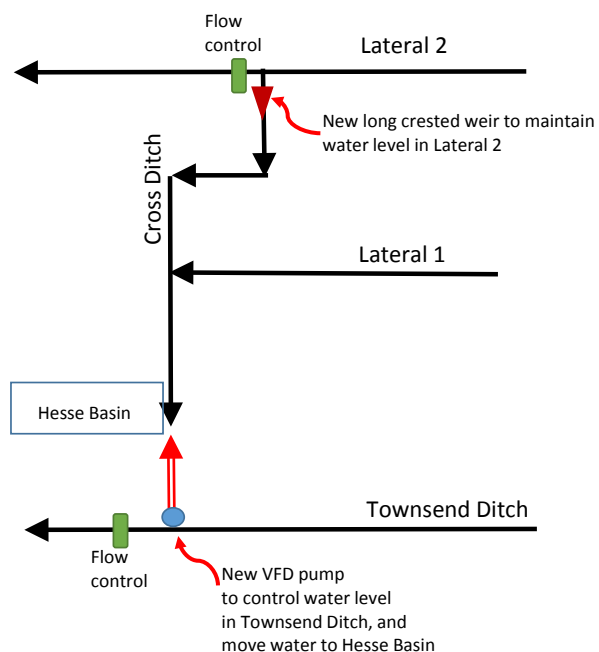 Flow
control
Lateral 2
New long crested weir to maintain
water level in Lateral 2
Cross Ditch
Lateral 1
Hesse Basin
Townsend Ditch
Flow
control
New VFD pump
to control water level
in Townsend Ditch, and
move water to Hesse Basin